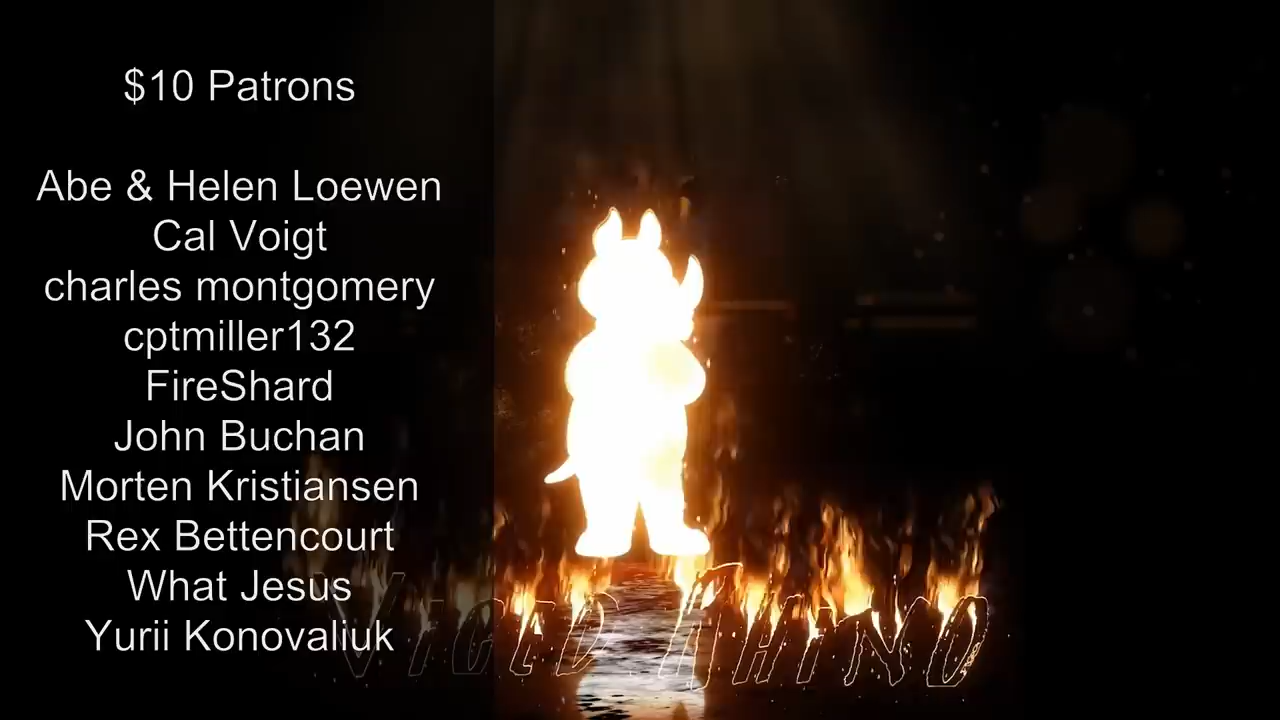 $10 Patrons
Abe & Helen Loewen
Cal Voigt
charles montgomery
cptmiller132
FireShard
John Buchan
Morten Kristiansen
Rex Bettencourt
What Jesus
Yurii Konovaliuk
Rhino